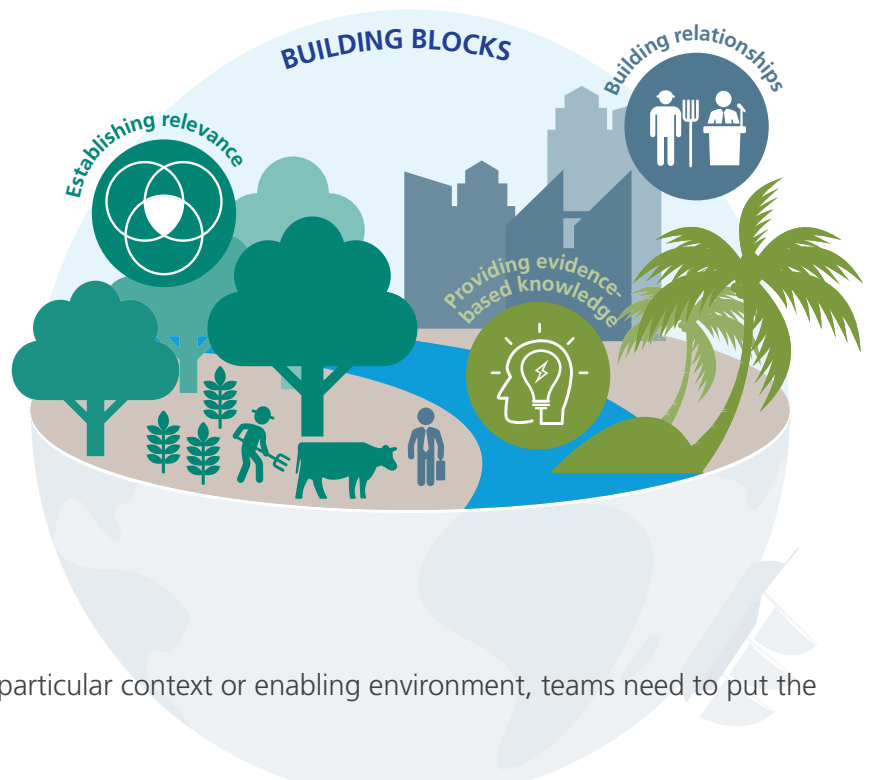 BUILDING BLOCKS
Building relationships
Establishing relevance
Providing evidence-
based knowledge
particular context or enabling environment, teams need to put the